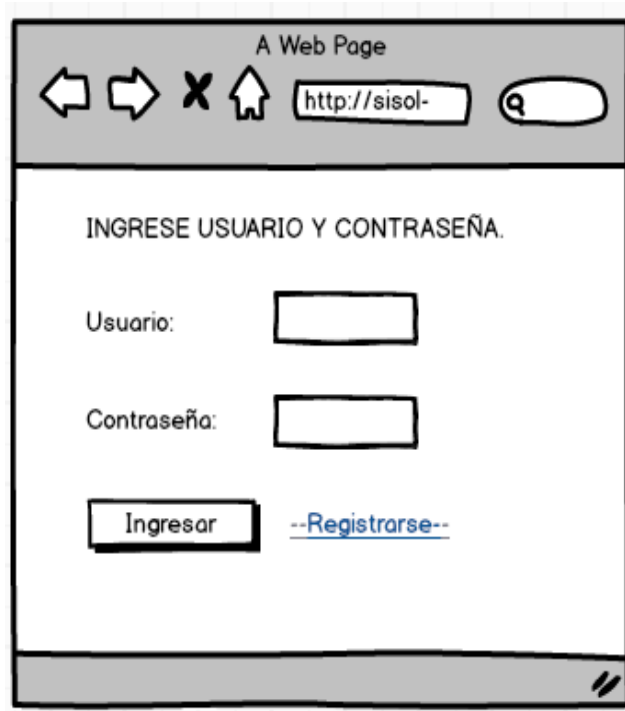 A Web Page
http://sisol-
INGRESE USUARIO Y CONTRASEÑA.
Usuario:
Contraseña:
Ingresar
--Registrarse--